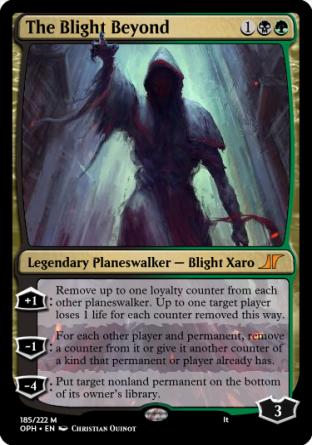 The Blight Beyond 1
Legendary Planeswalker — Blight Xaro
+1 Remove up to one loyalty counter from each
other planeswalker. Up to one target player
loses 1 life for each counter removed this way.
-1 For each other player and permanent, remove
a counter from it or give it another counter of
a kind that permanent or player already has.
-4 Put target nonland permanent on the bottom
of its owner's library.
3
185/222 M
It
OPH • EN Christian Quinot